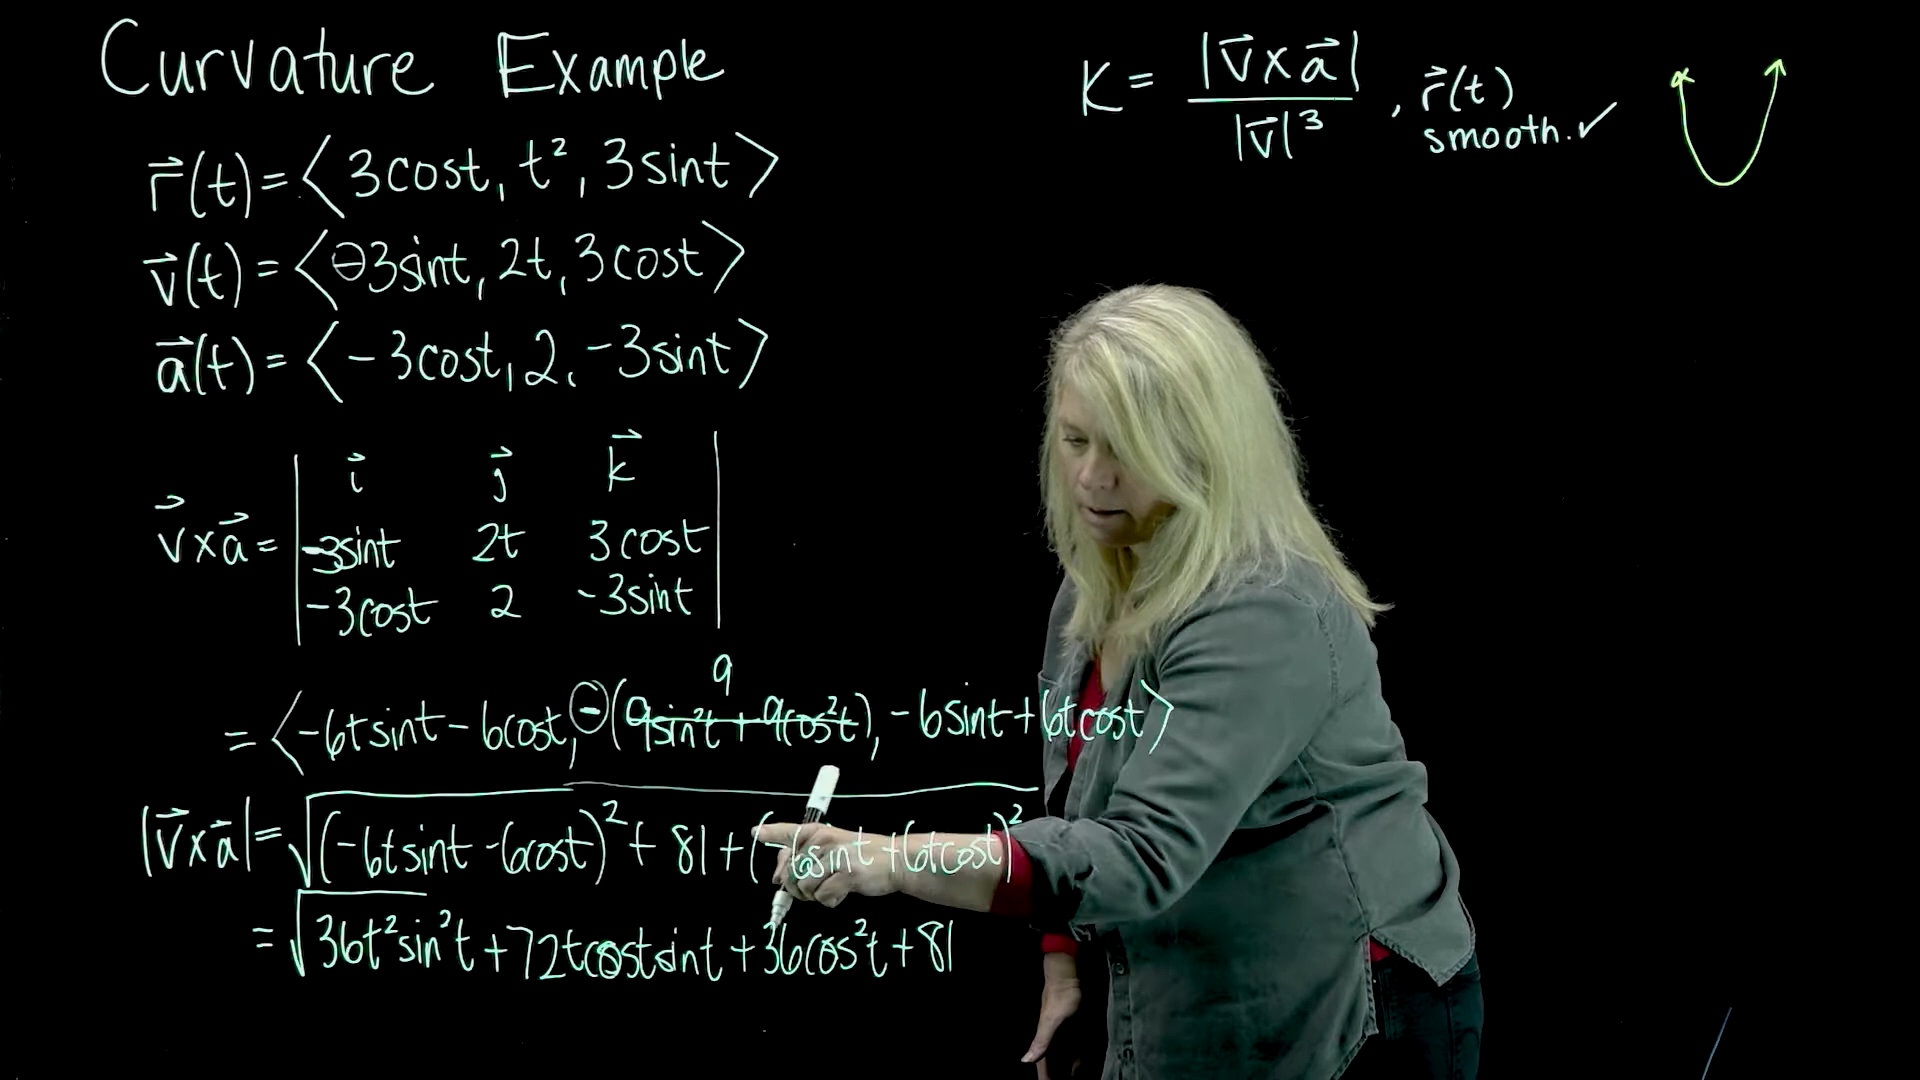 Curvature Example
K = |v⃗ x a⃗| / |v⃗|³ , r⃗(t) smooth. ✓
r⃗(t) = ⟨3cost, t², 3sint⟩
v⃗(t) = ⟨-3sint, 2t, 3cost⟩
a⃗(t) = ⟨-3cost, 2, -3sint⟩
i⃗ j⃗ k⃗
v⃗ x a⃗ = | -3sint 2t 3cost |
-3cost 2 -3sint
9
= ⟨-6tsint - 6cost, -(9sin²t + 9cos²t), -6sint + 6tcost⟩
|v⃗ x a⃗| = √(-6tsint - 6cost)² + 81 + (-6sint + 6tcost)²
= √36t²sin²t + 72tcostsint + 36cos²t + 81